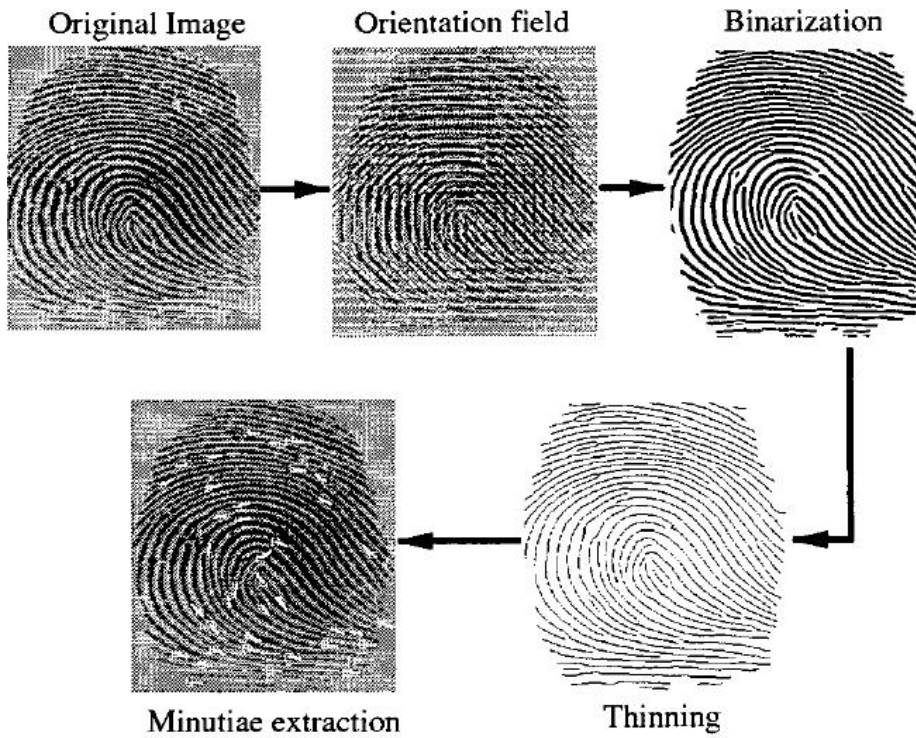 Original Image
Orientation field
Binarization
Minutiae extraction
Thinning